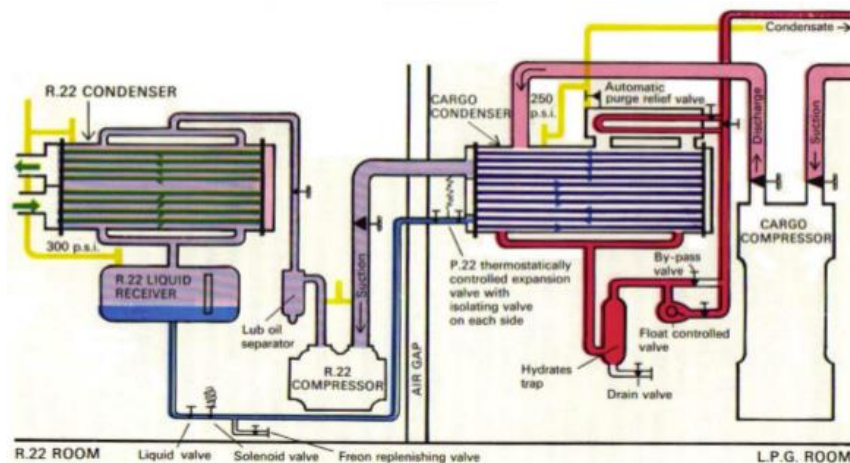 Condensate →
R.22 CONDENSER
CARGO
CONDENSER
250
p.s.i.
Automatic
purge relief valve
Discharge
Suction
300 p.s.i.
R.22 LIQUID
RECEIVER
Lub oil
separator
Suction
P.22 thermostatically
controlled expansion
valve with
isolating valve
on each side
By-pass
valve
CARGO
COMPRESSOR
Float controlled
valve
R.22
COMPRESSOR
AIR GAP
Hydrates
trap
Drain valve
R.22 ROOM
Liquid valve
Solenoid valve
Freon replenishing valve
L.P.G. ROOM